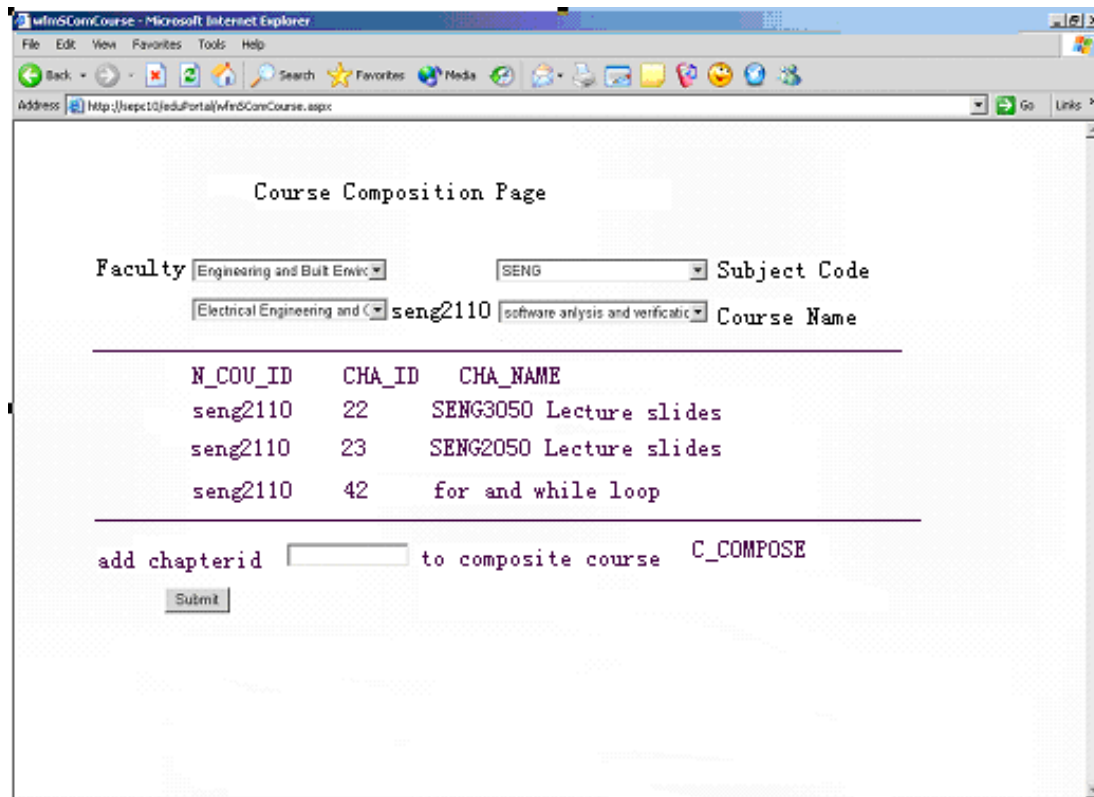 wfmSComCourse - Microsoft Internet Explorer
File Edit View Favorites Tools Help
Back Search Favorites Media
Address http://sepc10/eduPortal/wfmSComCourse.aspx Go Links
Course Composition Page
Faculty Engineering and Built Envirc SENG Subject Code
Electrical Engineering and C seng2110 software anlysis and verificatic Course Name
N_COU_ID CHA_ID CHA_NAME
seng2110 22 SENG3050 Lecture slides
seng2110 23 SENG2050 Lecture slides
seng2110 42 for and while loop
add chapterid to composite course C_COMPOSE
Submit